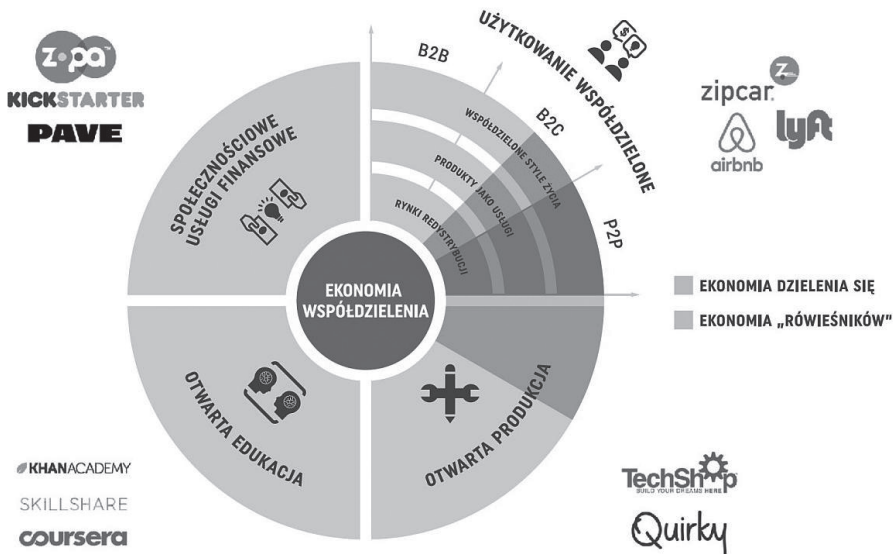 zopa™
KICKSTARTER
PAVE
SPOŁECZNOŚCIOWE
USŁUGI FINANSOWE
B2B
B2C
P2P
UŻYTKOWANIE WSPÓŁDZIELONE
$
WSPÓŁDZIELONE STYLE ŻYCIA
PRODUKTY JAKO USŁUGI
RYNKI REDYSTRYBUCJI
Z
zipcar.
lyft
airbnb
EKONOMIA
WSPÓŁDZIELENIA
EKONOMIA DZIELENIA SIĘ
EKONOMIA „RÓWIEŚNIKÓW”
OTWARTA EDUKACJA
OTWARTA PRODUKCJA
KHANACADEMY
SKILLSHARE
coursera
TechShop
BUILD YOUR DREAMS HERE
Quirky